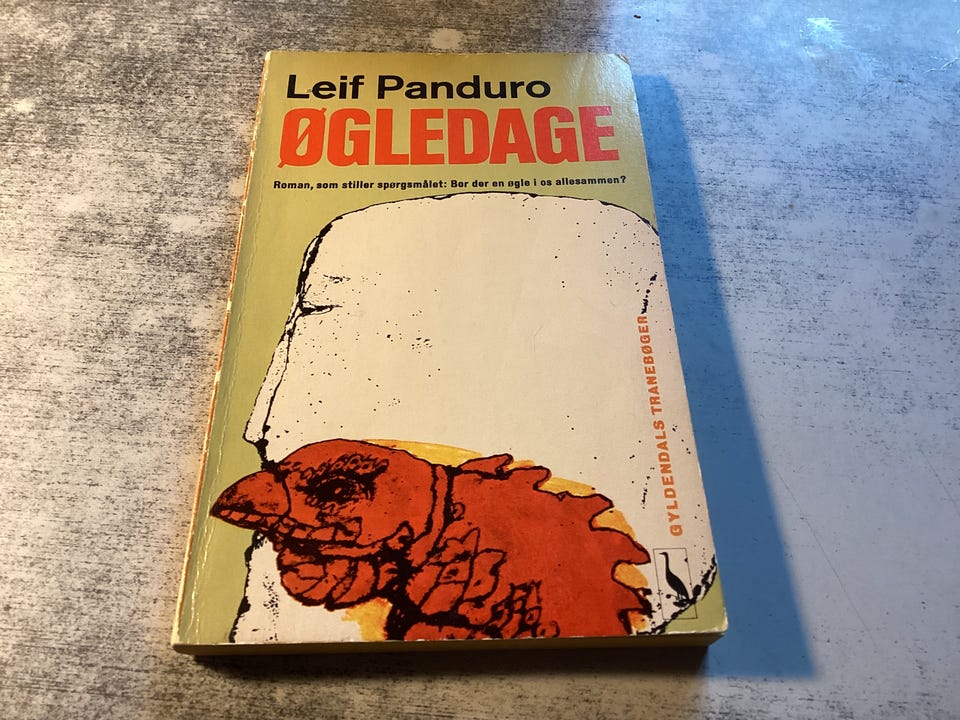 Leif Panduro
ØGLEDAGE
Roman, som stiller spørgsmålet: Bor der en øgle i os allesammen?
GYLDENDALS TRANEBØGER